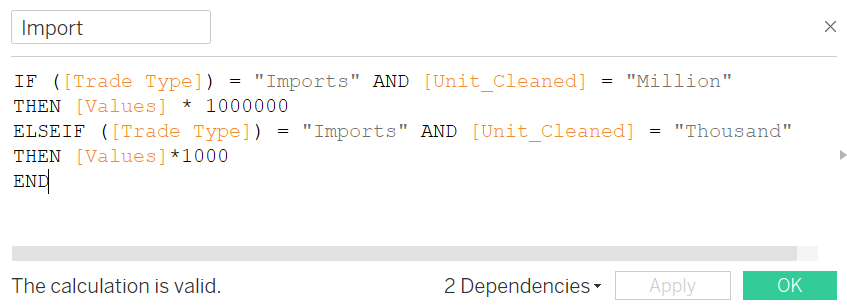 Import
IF ([Trade Type]) = "Imports" AND [Unit_Cleaned] = "Million"
THEN [Values] * 1000000
ELSEIF ([Trade Type]) = "Imports" AND [Unit_Cleaned] = "Thousand"
THEN [Values]*1000
END
The calculation is valid. 2 Dependencies Apply OK